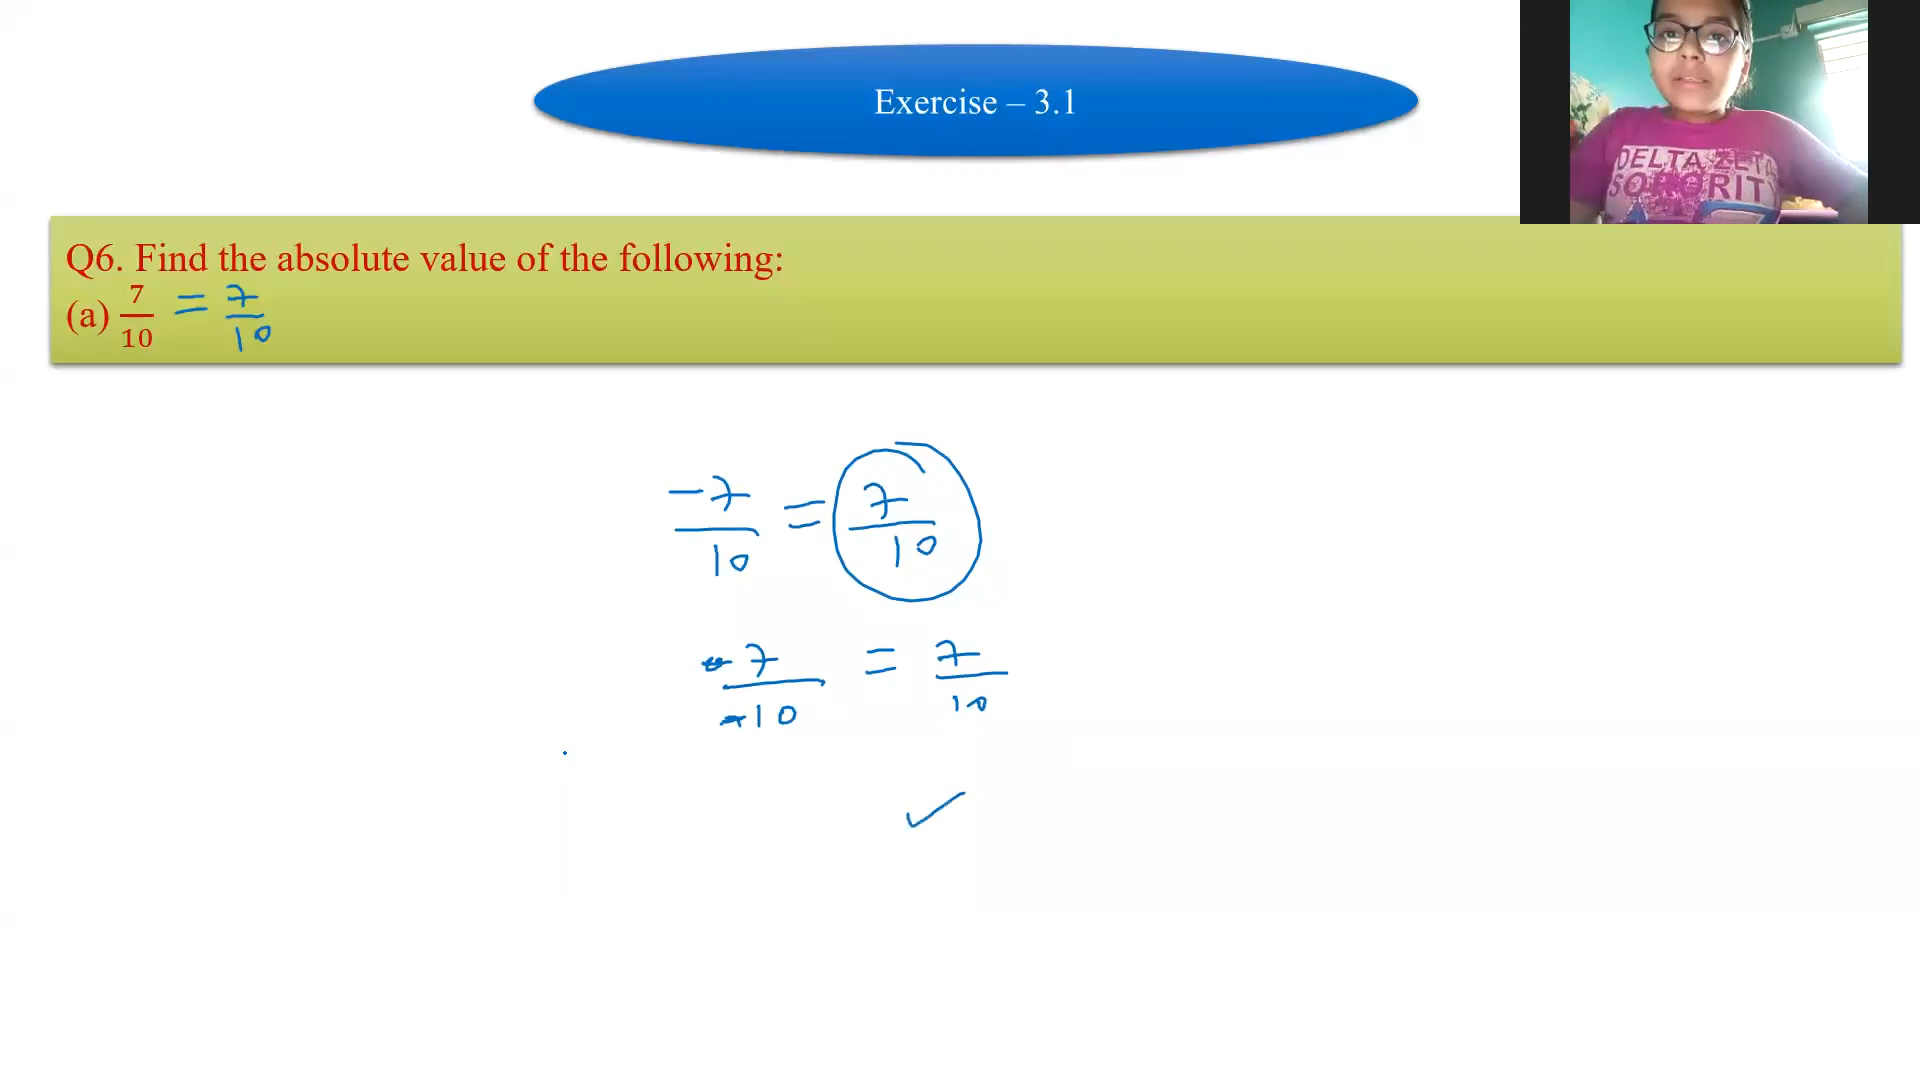 Exercise – 3.1
DELTA ZETA
SORORIT
Q6. Find the absolute value of the following:
(a) 7/10 = 7/10
-7/10 = 7/10
-7/-10 = 7/10